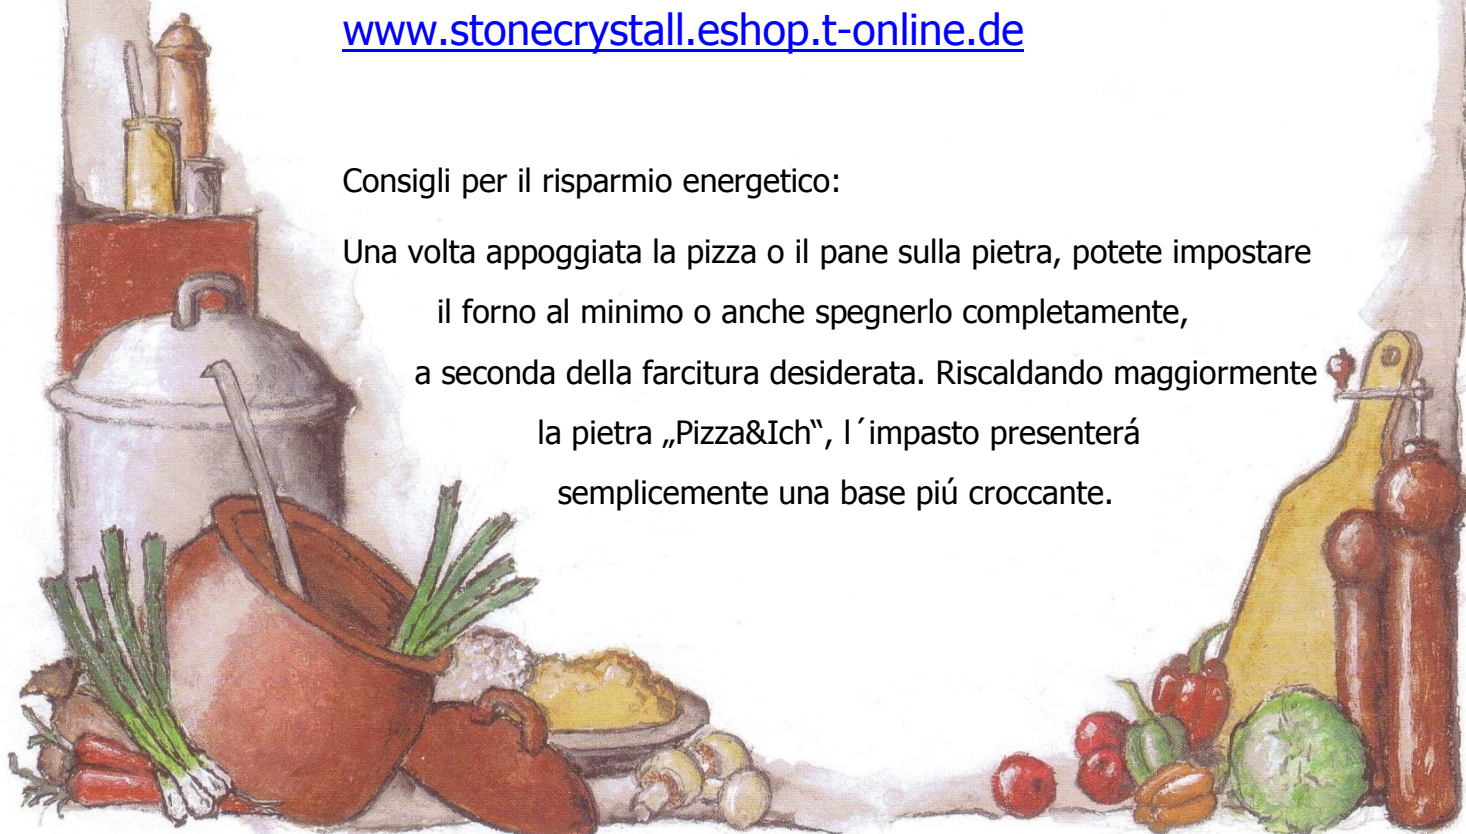 www.stonecrystall.eshop.t-online.de
Consigli per il risparmio energetico:
Una volta appoggiata la pizza o il pane sulla pietra, potete impostare
il forno al minimo o anche spegnerlo completamente,
a seconda della farcitura desiderata. Riscaldando maggiormente
la pietra „Pizza&Ich“, l´impasto presenterá
semplicemente una base piú croccante.